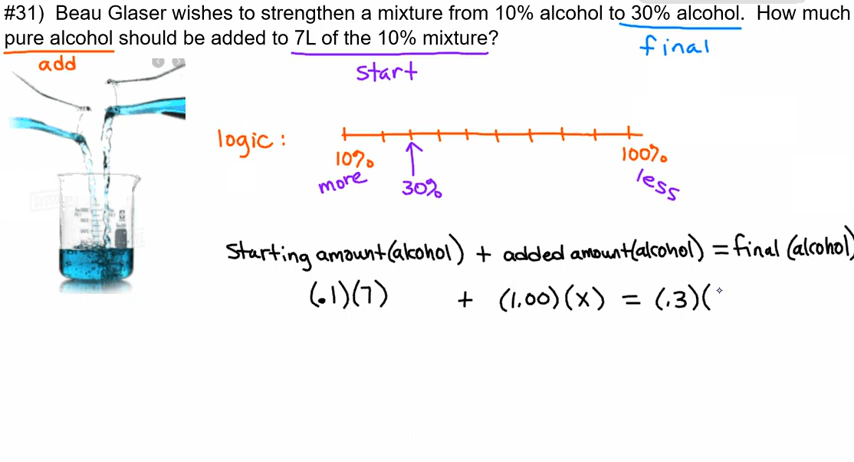 #31) Beau Glaser wishes to strengthen a mixture from 10% alcohol to 30% alcohol. How much
pure alcohol should be added to 7L of the 10% mixture?
add
start
final
logic:
10%
100%
more
30%
less
Starting amount(alcohol) + added amount(alcohol) = final (alcohol)
(.1)(7) + (1.00)(x) = (.3)(